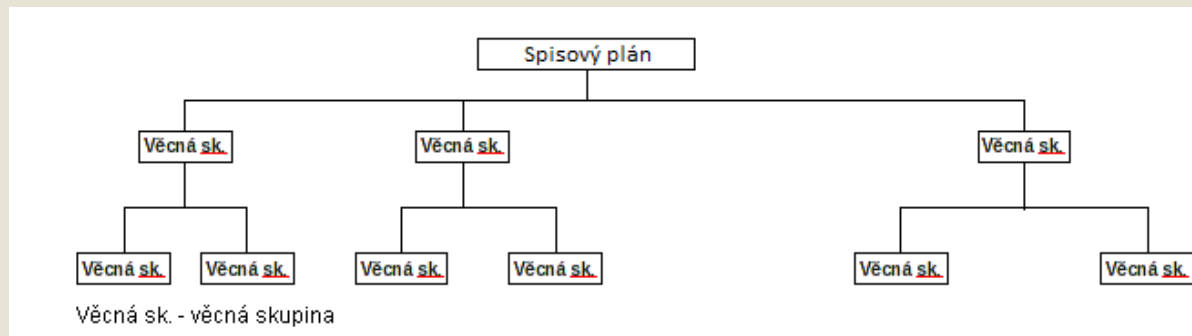 Spisový plán
Věcná sk. Věcná sk. Věcná sk.
Věcná sk. Věcná sk. Věcná sk. Věcná sk. Věcná sk. Věcná sk.
Věcná sk. - věcná skupina